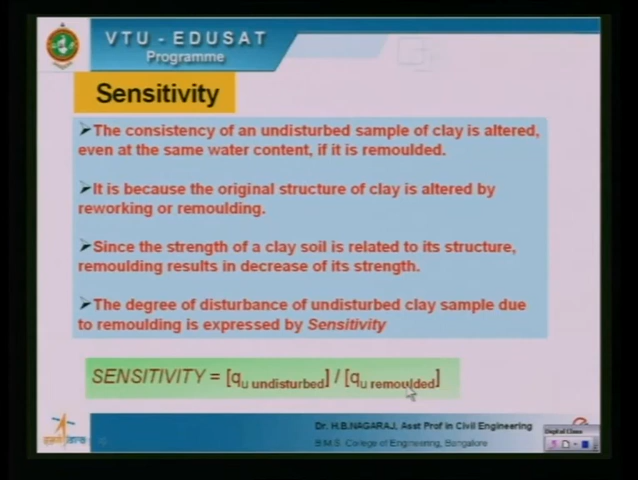 VTU - EDUSAT
Programme
Sensitivity
➢The consistency of an undisturbed sample of clay is altered,
even at the same water content, if it is remoulded.
➢It is because the original structure of clay is altered by
reworking or remoulding.
➢Since the strength of a clay soil is related to its structure,
remoulding results in decrease of its strength.
➢The degree of disturbance of undisturbed clay sample due
to remoulding is expressed by Sensitivity
SENSITIVITY = [qu undisturbed] / [qu remoulded]
Dr. H.B.NAGARAJ, Asst Prof in Civil Engineering
B.M.S. College of Engineering, Bangalore